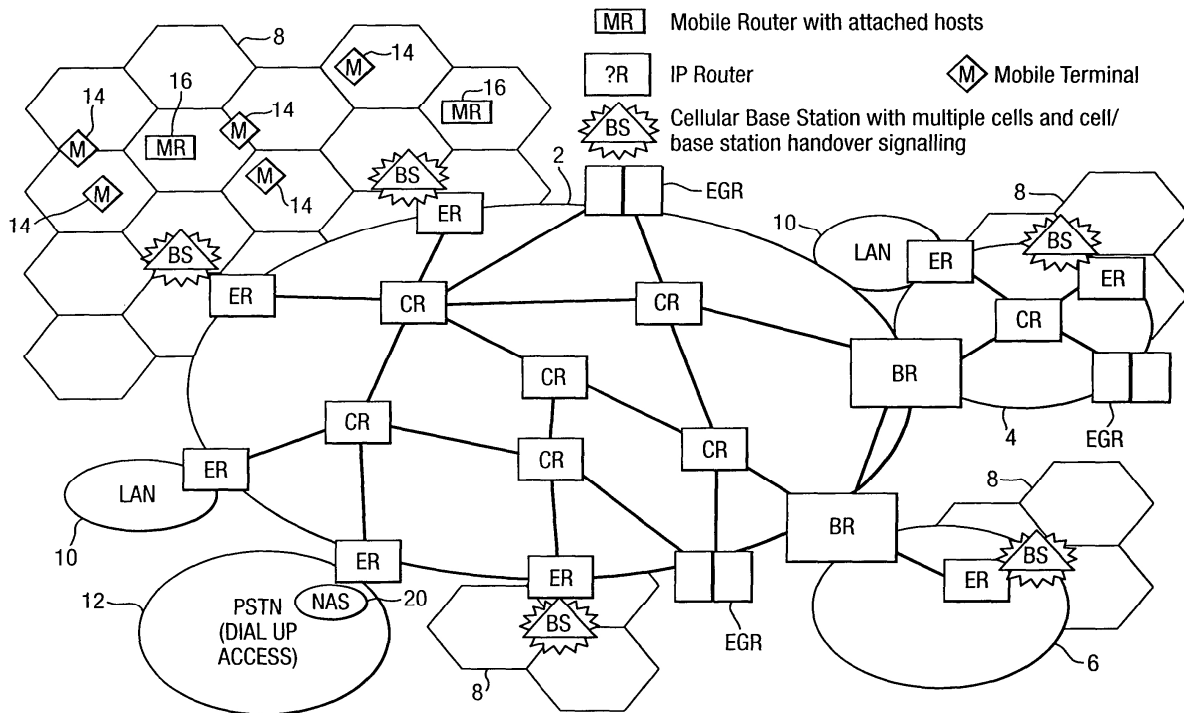 MR Mobile Router with attached hosts
?R IP Router
M Mobile Terminal
BS Cellular Base Station with multiple cells and cell/
base station handover signalling
8
14
M
16
14
16
MR
14
M
MR
M
M
14
M
14
BS
2
EGR
ER
BS
ER
CR
CR
10
LAN
ER
8
BS
ER
CR
BR
4
EGR
CR
CR
CR
CR
ER
LAN
10
BR
8
BS
ER
6
ER
ER
EGR
12
NAS
20
PSTN
(DIAL UP
ACCESS)
BS
8